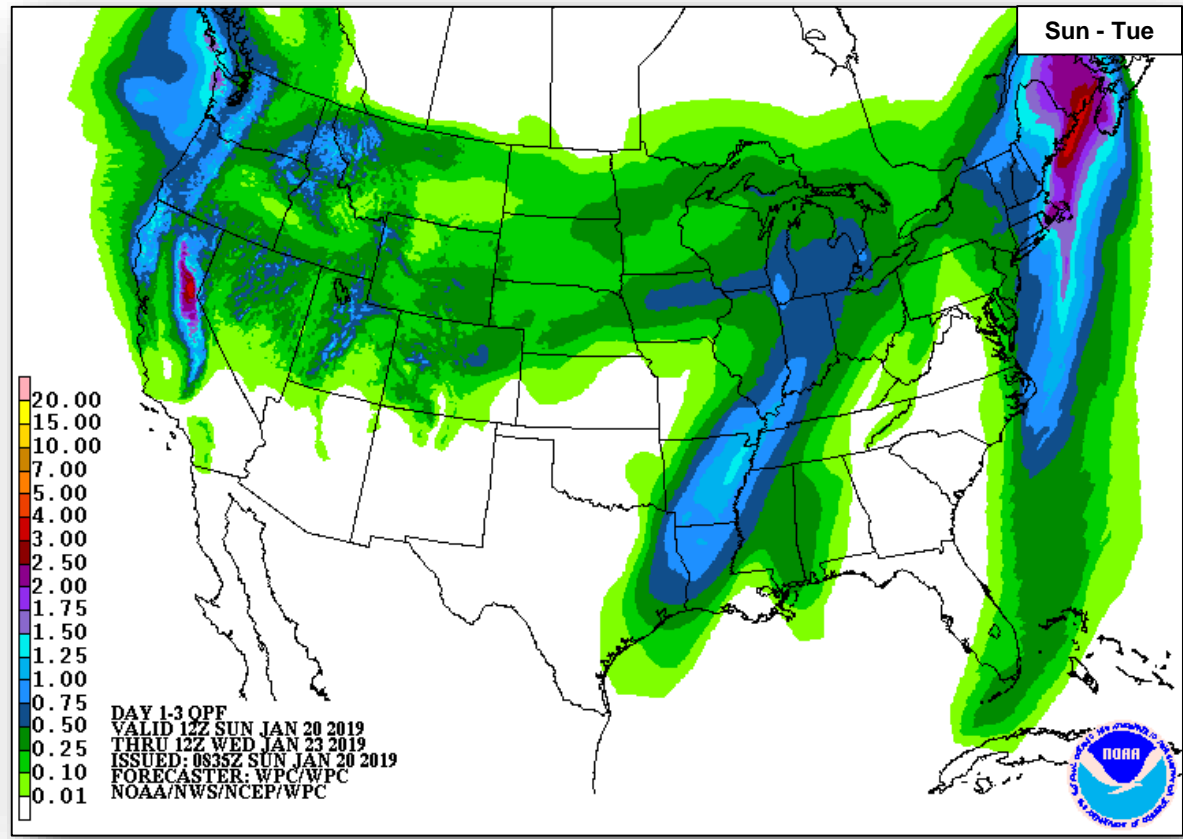 Sun - Tue
20.00
15.00
10.00
7.00
5.00
4.00
3.00
2.50
2.00
1.75
1.50
1.25
1.00
0.75
0.50
0.25
0.10
0.01
DAY 1-3 QPF
VALID 12Z SUN JAN 20 2019
THRU 12Z WED JAN 23 2019
ISSUED: 0835Z SUN JAN 20 2019
FORECASTER: WPC/WPC
NOAA/NWS/NCEP/WPC
NOAA